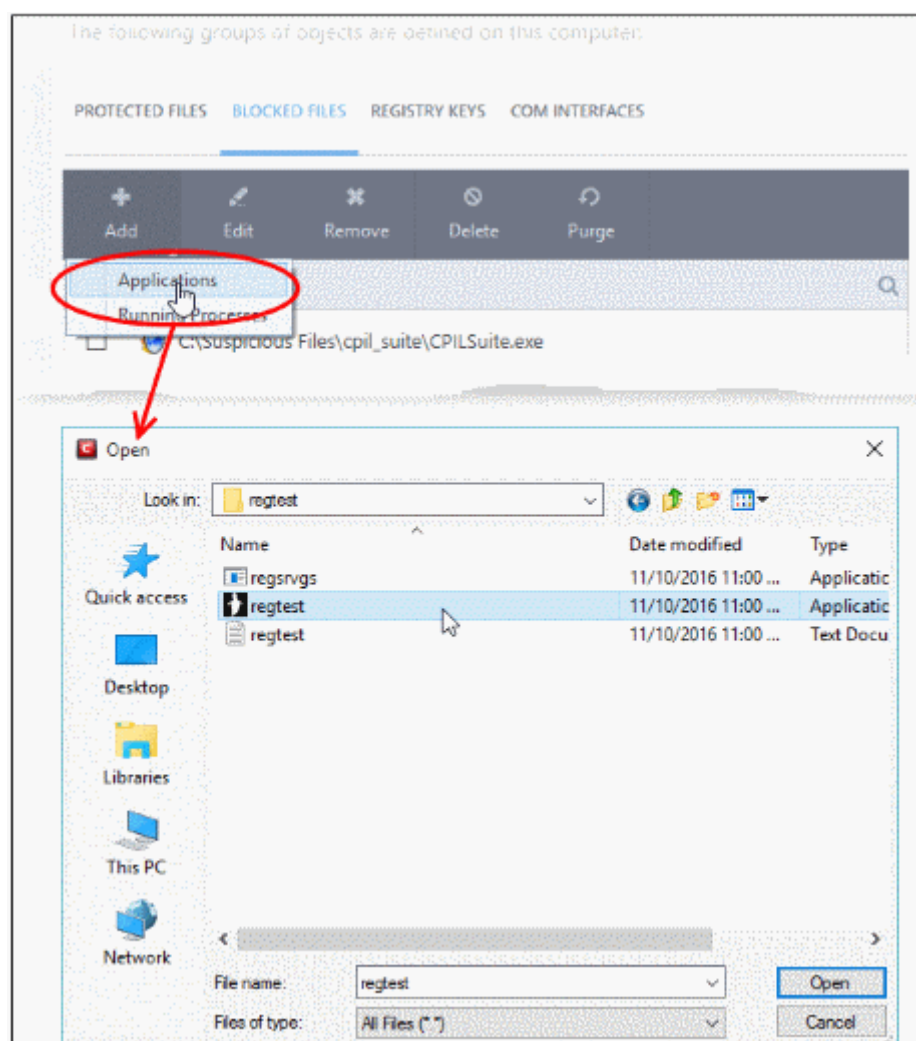 The following groups of objects are defined on this computer:
PROTECTED FILES BLOCKED FILES REGISTRY KEYS COM INTERFACES
Add Edit Remove Delete Purge
Applications
Running Processes
C:\Suspicious Files\cpil_suite\CPILSuite.exe
Open
Look in: regtest
Name Date modified Type
regsrvgs 11/10/2016 11:00 ... Applicatic
regtest 11/10/2016 11:00 ... Applicatic
regtest 11/10/2016 11:00 ... Text Docu
Quick access
Desktop
Libraries
This PC
Network
File name: regtest Open
Files of type: All Files (*.*) Cancel